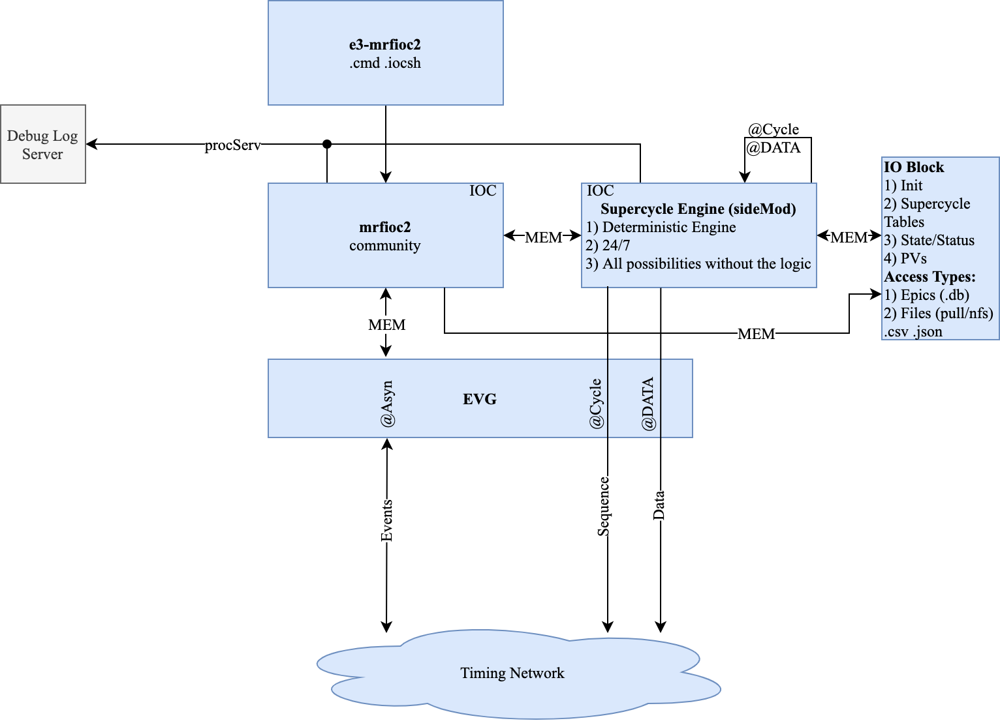 e3-mrfioc2
.cmd .iocsh
Debug Log
Server
procServ
@Cycle
@DATA
IOC
mrfioc2
community
MEM
IOC
Supercycle Engine (sideMod)
1) Deterministic Engine
2) 24/7
3) All possibilities without the logic
MEM
IO Block
1) Init
2) Supercycle
Tables
3) State/Status
4) PVs
Access Types:
1) Epics (.db)
2) Files (pull/nfs)
.csv .json
MEM
MEM
@Asyn
EVG
@Cycle
@DATA
Events
Sequence
Data
Timing Network